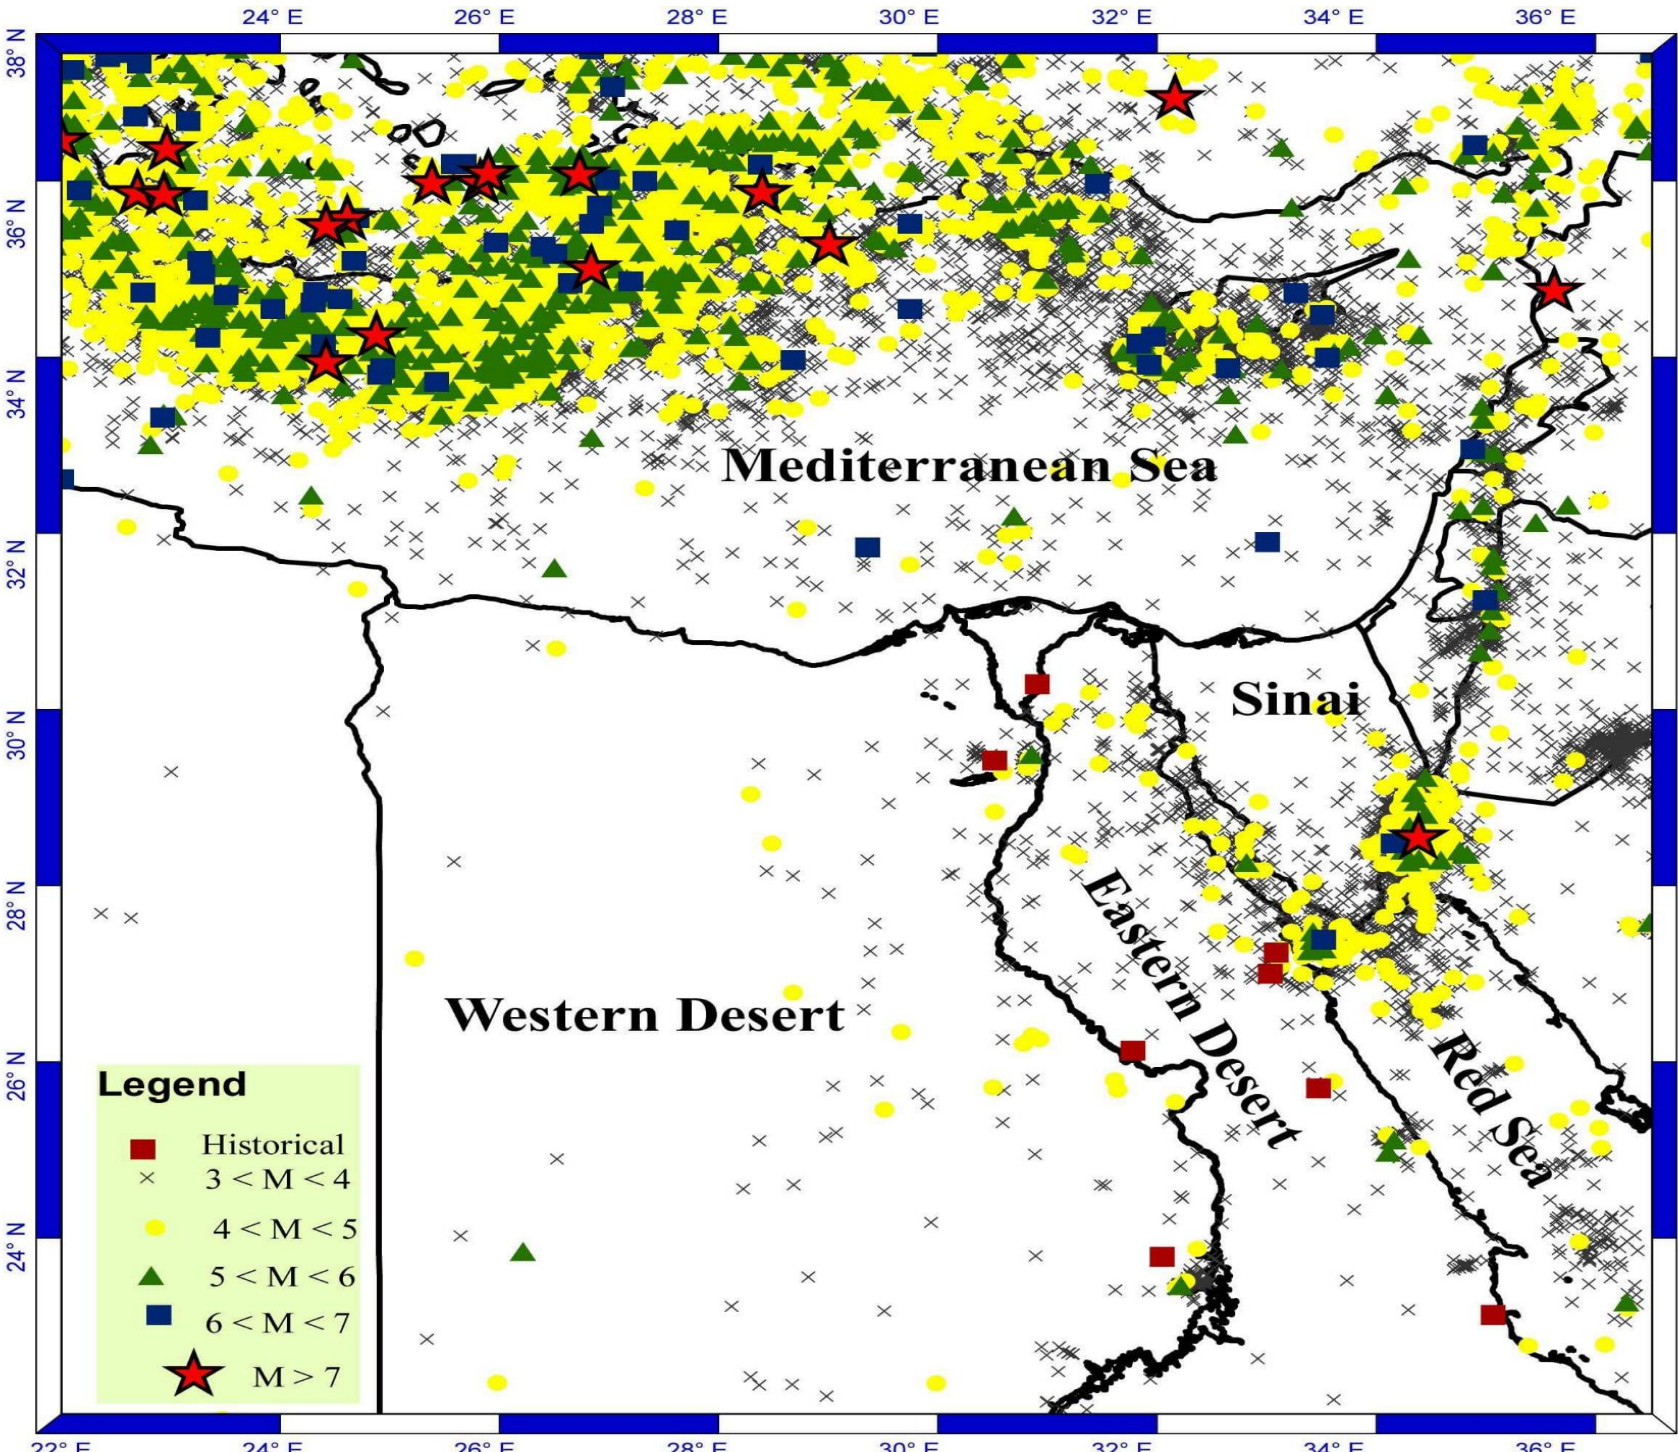 24° E 26° E 28° E 30° E 32° E 34° E 36° E
38° N
36° N
34° N
Mediterranean Sea
32° N
Sinai
30° N
28° N
Eastern Desert
Western Desert
Red Sea
26° N
24° N
Legend
Historical
3 < M < 4
4 < M < 5
5 < M < 6
6 < M < 7
M > 7
22° E 24° E 26° E 28° E 30° E 32° E 34° E 36° E